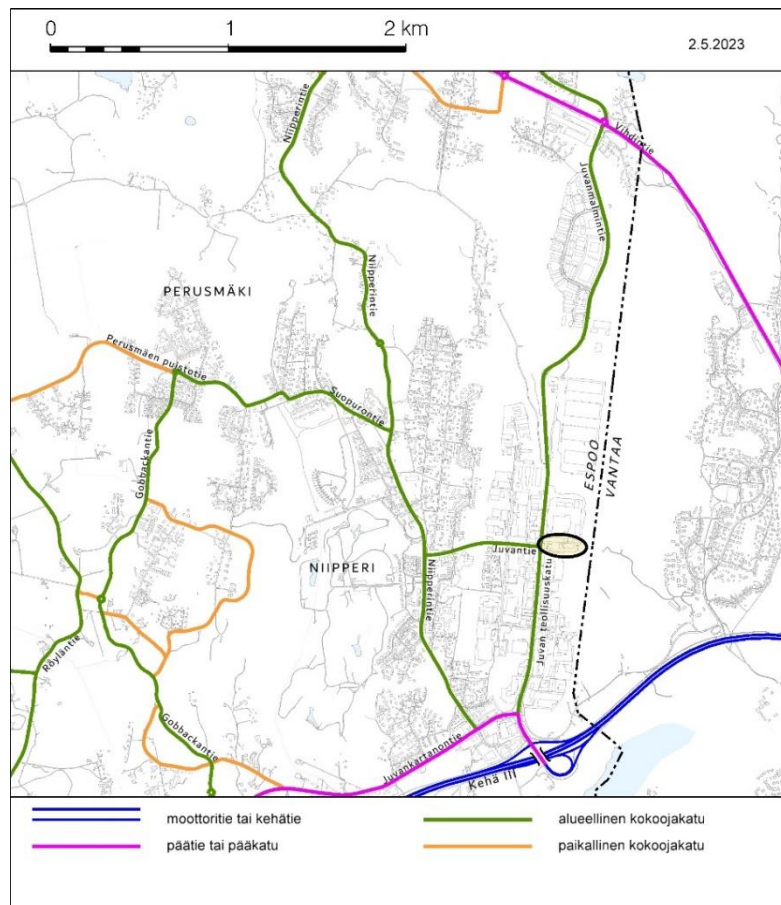 0
1
2 km
2.5.2023
Niipperintie
Vihdintie
Juvanmalmintie
Niipperintie
PERUSMÄKI
Perusmäen puistotie
Suopurontie
Gobbackantie
ESPOO
VANTAA
Juvantie
NIIPPERI
Niipperintie
Juvan teollisuuskatu
Röyläntie
Gobbackantie
Juvankartanontie
Kehä III
moottoritie tai kehätie
alueellinen kokoojakatu
päätie tai pääkatu
paikallinen kokoojakatu